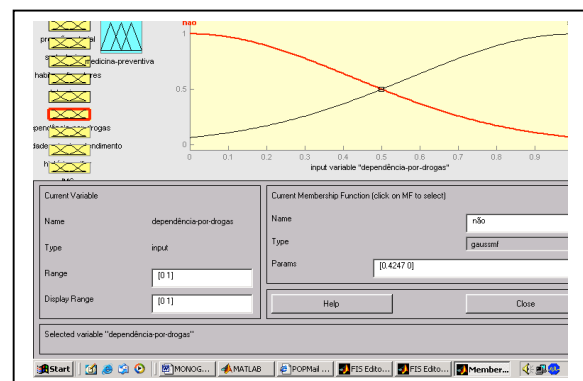 não
medicina-preventiva
1
0.5
0
0 0.1 0.2 0.3 0.4 0.5 0.6 0.7 0.8 0.9
input variable "dependência-por-drogas"
Current Variable
Name dependência-por-drogas
Type input
Range [0 1]
Display Range [0 1]
Current Membership Function (click on MF to select)
Name não
Type gaussmf
Params [0.4247 0]
Help Close
Selected variable "dependência-por-drogas"
Start MONOG... MATLAB POPMail ... FIS Edito... FIS Edito... Member...